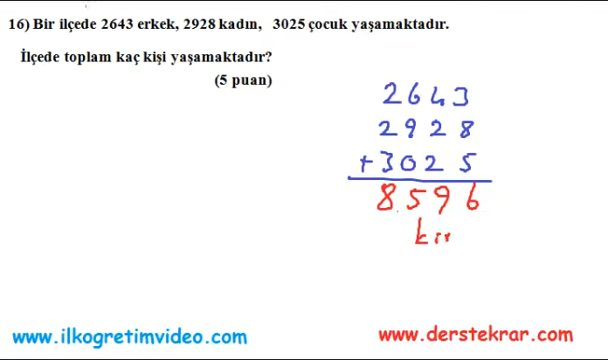 16) Bir ilçede 2643 erkek, 2928 kadın, 3025 çocuk yaşamaktadır.
İlçede toplam kaç kişi yaşamaktadır?
(5 puan)
2643
2928
+3025
8596
www.ilkogretimvideo.com
www.derstekrar.com